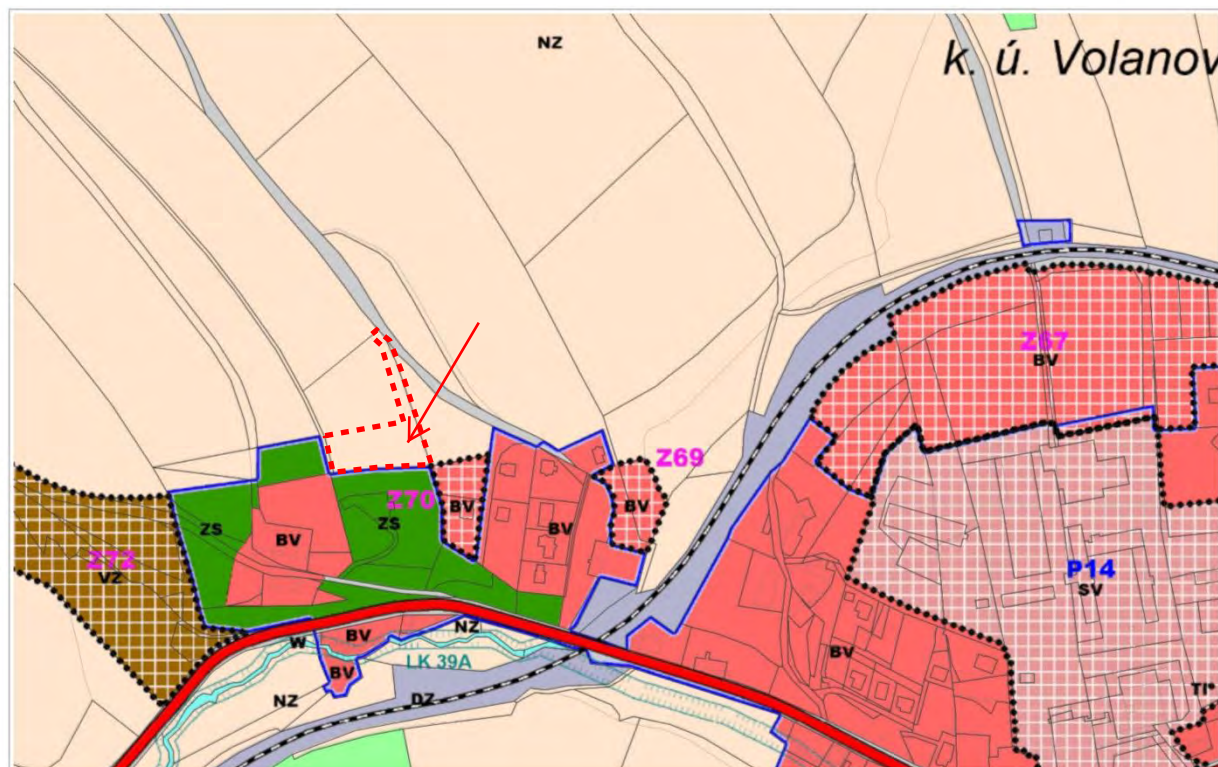 NZ
k. ú. Volanov
Z67
BV
Z69
Z70
BV
BV
BV
ZS
ZS
BV
Z72
VZ
P14
SV
W
BV
NZ
LK 39A
BV
BV
NZ
DZ
TI